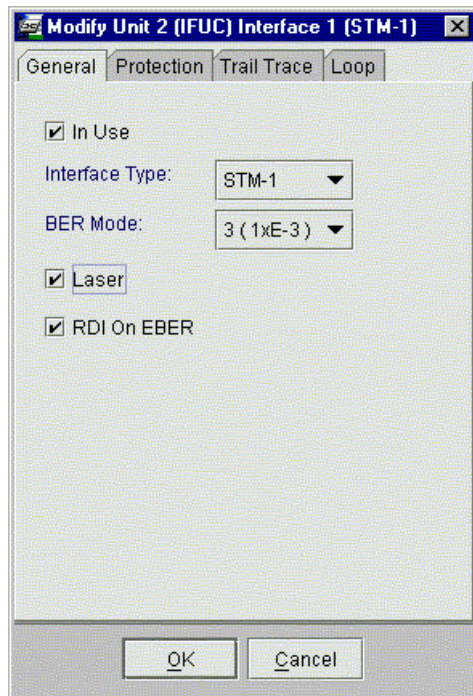 Modify Unit 2 (IFUC) Interface 1 (STM-1)
General Protection Trail Trace Loop
In Use
Interface Type: STM-1
BER Mode: 3 ( 1xE-3 )
Laser
RDI On EBER
OK Cancel